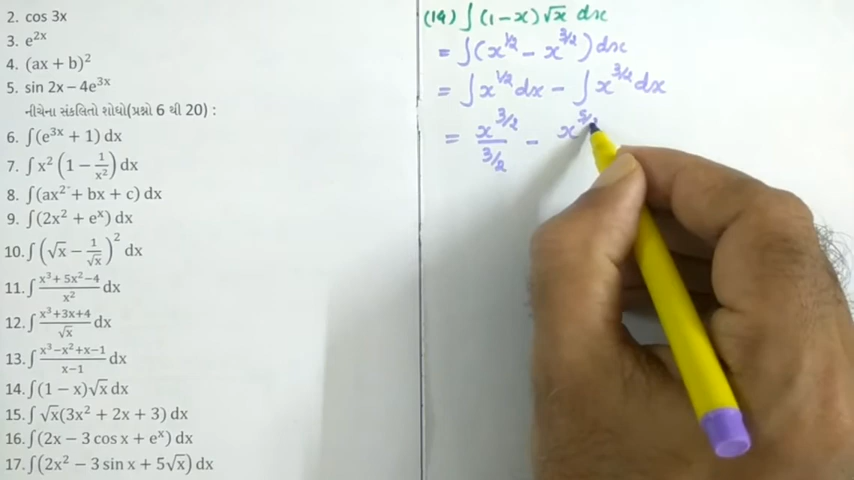 2. cos 3x
3. e^{2x}
4. (ax + b)^2
5. sin 2x − 4e^{3x}
નીચેના સંકલિતો શોધો(પ્રશ્નો 6 થી 20) :
6. ∫(e^{3x} + 1) dx
7. ∫ x^2 (1 − 1/x^2) dx
8. ∫(ax^2 + bx + c) dx
9. ∫(2x^2 + e^x) dx
10. ∫(√x − 1/√x)^2 dx
11. ∫ (x^3 + 5x^2 − 4)/x^2 dx
12. ∫ (x^3+3x+4)/√x dx
13. ∫ (x^3−x^2+x−1)/(x−1) dx
14. ∫(1 − x)√x dx
15. ∫ √x(3x^2 + 2x + 3) dx
16. ∫(2x − 3 cos x + e^x) dx
17. ∫(2x^2 − 3 sin x + 5√x) dx
(14) ∫ (1 − x) √x dx
= ∫ (x^{1/2} − x^{3/2}) dx
= ∫ x^{1/2} dx − ∫ x^{3/2} dx
= x^{3/2}/(3/2) − x^{5/2}